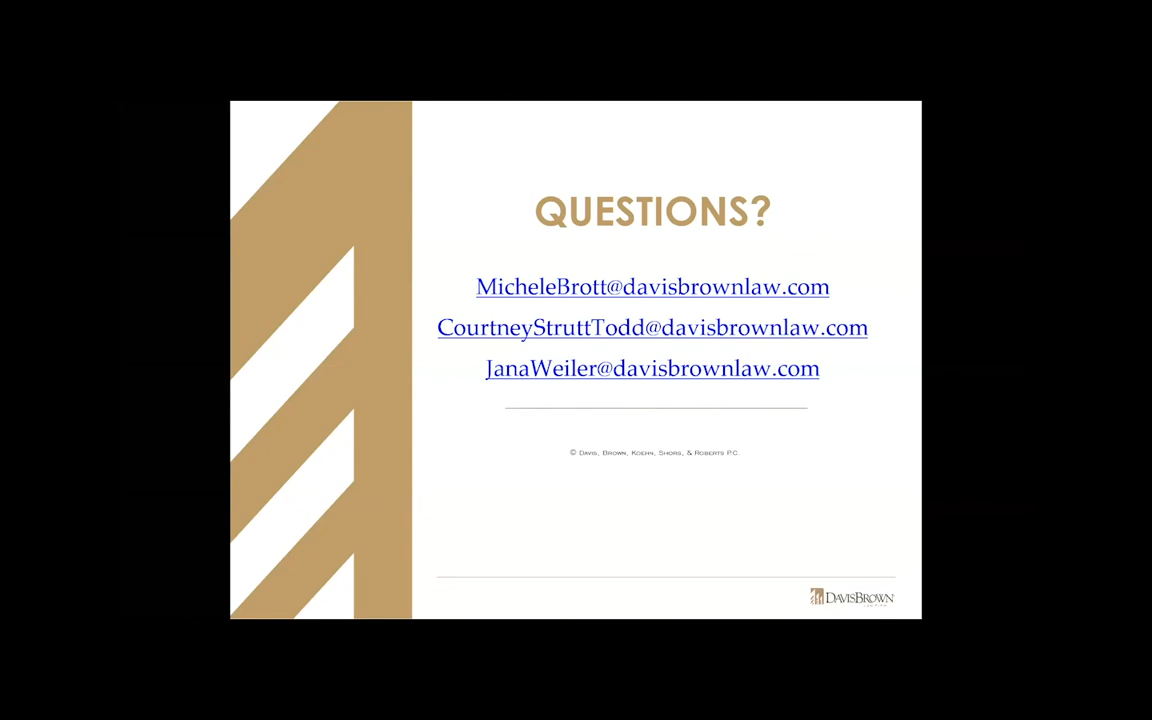 QUESTIONS?
MicheleBrott@davisbrownlaw.com
CourtneyStruttTodd@davisbrownlaw.com
JanaWeiler@davisbrownlaw.com
© DAVIS, BROWN, KOEHN, SHORS, & ROBERTS P.C.
DAVISBROWN